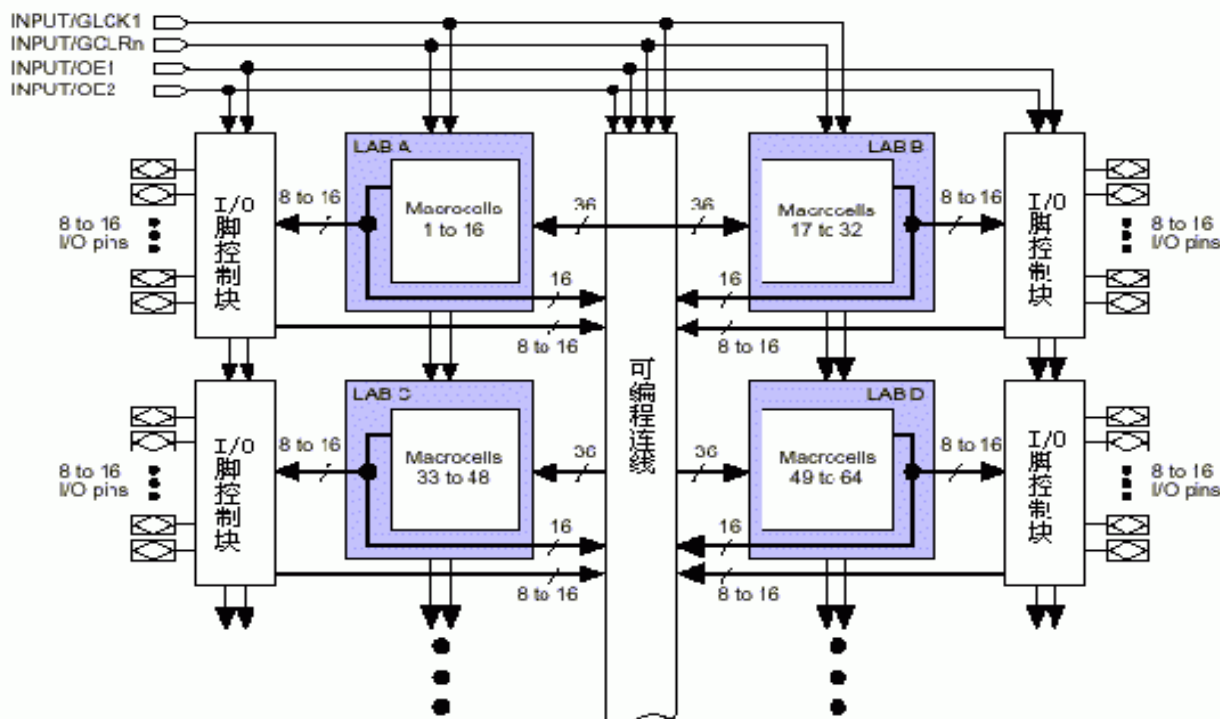 INPUT/GLCK1
INPUT/GCLRn
INPUT/OE1
INPUT/OE2
LAB A
LAB B
8 to 16
I/O pins
I/O
脚控制块
8 to 16
Macrocells
1 to 16
36
36
Macrocells
17 to 32
8 to 16
I/O
脚控制块
8 to 16
I/O pins
16
16
8 to 16
8 to 16
可编程连线
LAB C
LAB D
8 to 16
I/O pins
I/O
脚控制块
8 to 16
Macrocells
33 to 48
36
36
Macrocells
49 to 64
8 to 16
I/O
脚控制块
8 to 16
I/O pins
16
16
8 to 16
8 to 16